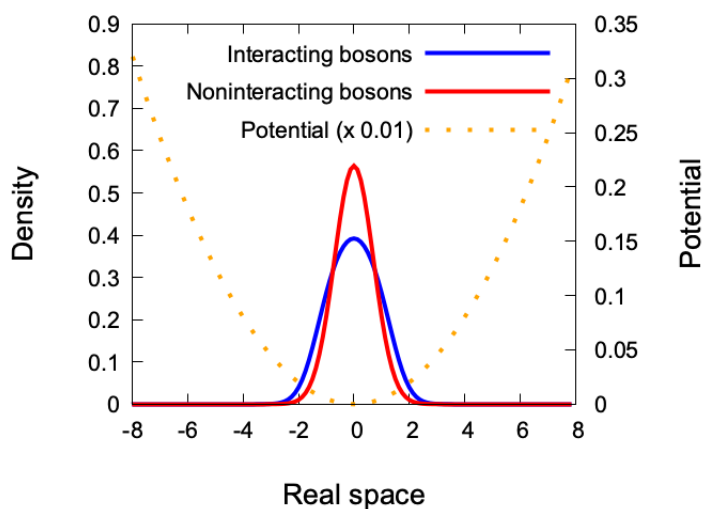 0.9
0.8
0.7
0.6
0.5
0.4
0.3
0.2
0.1
0
Density
Interacting bosons
Noninteracting bosons
Potential (x 0.01)
0.35
0.3
0.25
0.2
0.15
0.1
0.05
0
Potential
-8 -6 -4 -2 0 2 4 6 8
Real space